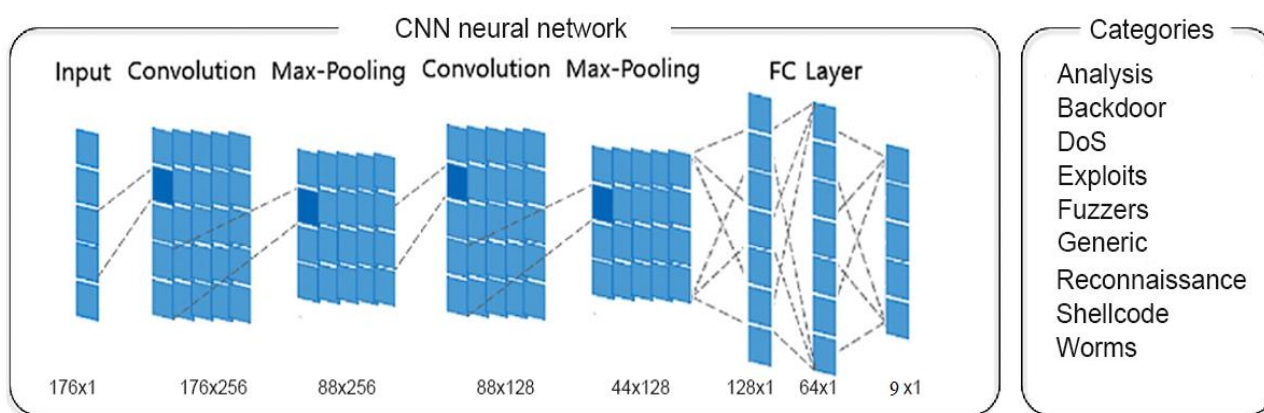 CNN neural network
Input Convolution Max-Pooling Convolution Max-Pooling FC Layer
176x1 176x256 88x256 88x128 44x128 128x1 64x1 9 x1
Categories
Analysis
Backdoor
DoS
Exploits
Fuzzers
Generic
Reconnaissance
Shellcode
Worms